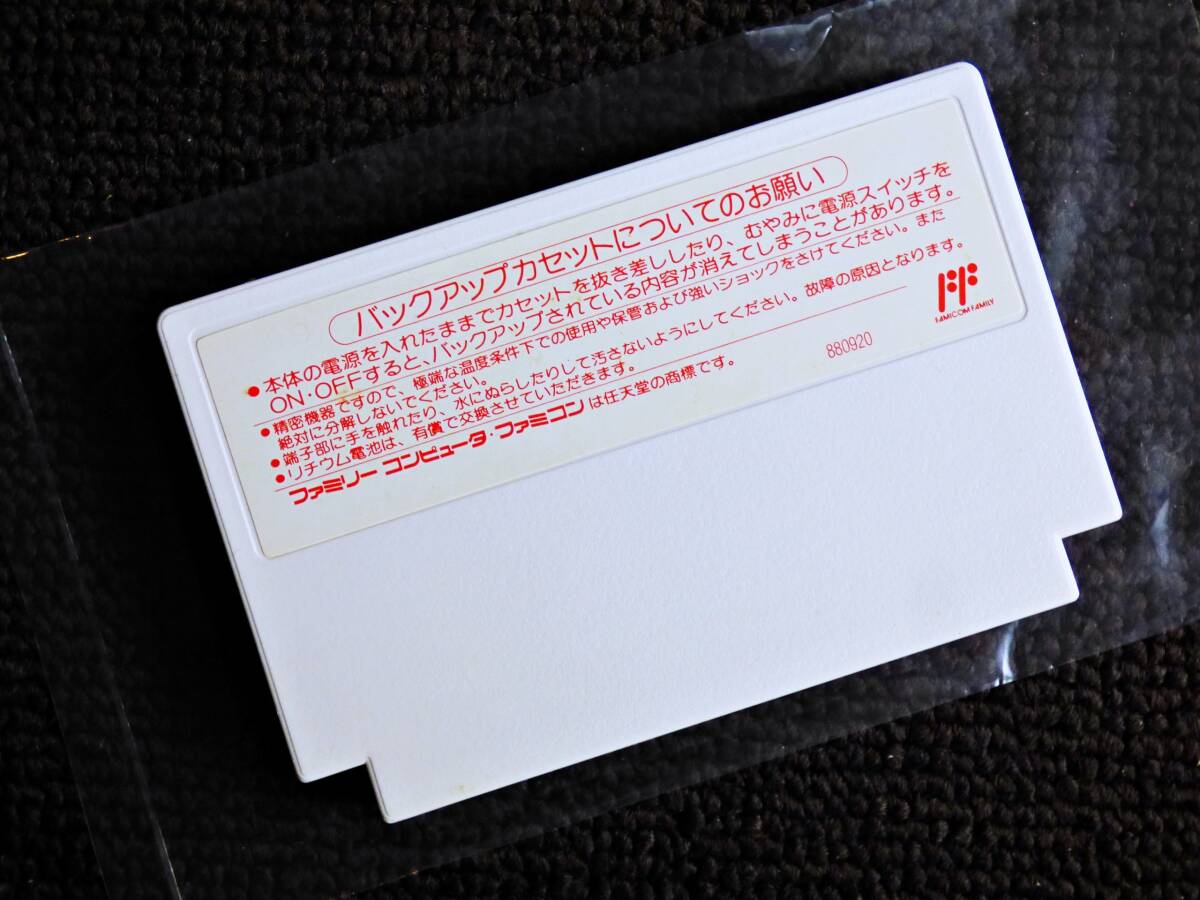 バックアップカセットについてのお願い
●本体の電源を入れたままでカセットを抜き差ししたり、むやみに電源スイッチを
ON・OFFすると、バックアップされている内容が消えてしまうことがあります。
●精密機器ですので、極端な温度条件下での使用や保管および強いショックをさけてください。また
絶対に分解しないでください。
●端子部に手を触れたり、水にぬらしたりして汚さないようにしてください。故障の原因となります。
●リチウム電池は、有償で交換させていただきます。
ファミリーコンピュータ・ファミコンは任天堂の商標です。
880920
FAMICOM FAMILY